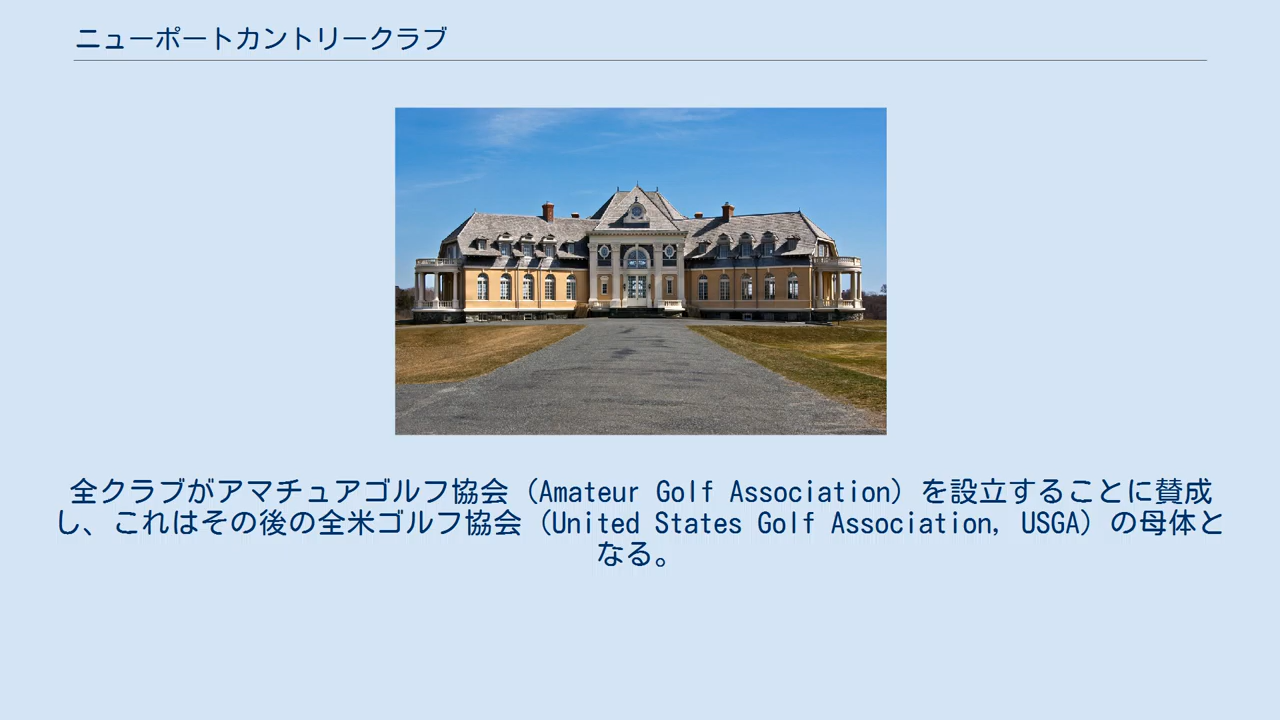 ニューポートカントリークラブ
全クラブがアマチュアゴルフ協会（Amateur Golf Association）を設立することに賛成
し、これはその後の全米ゴルフ協会（United States Golf Association, USGA）の母体と
なる。